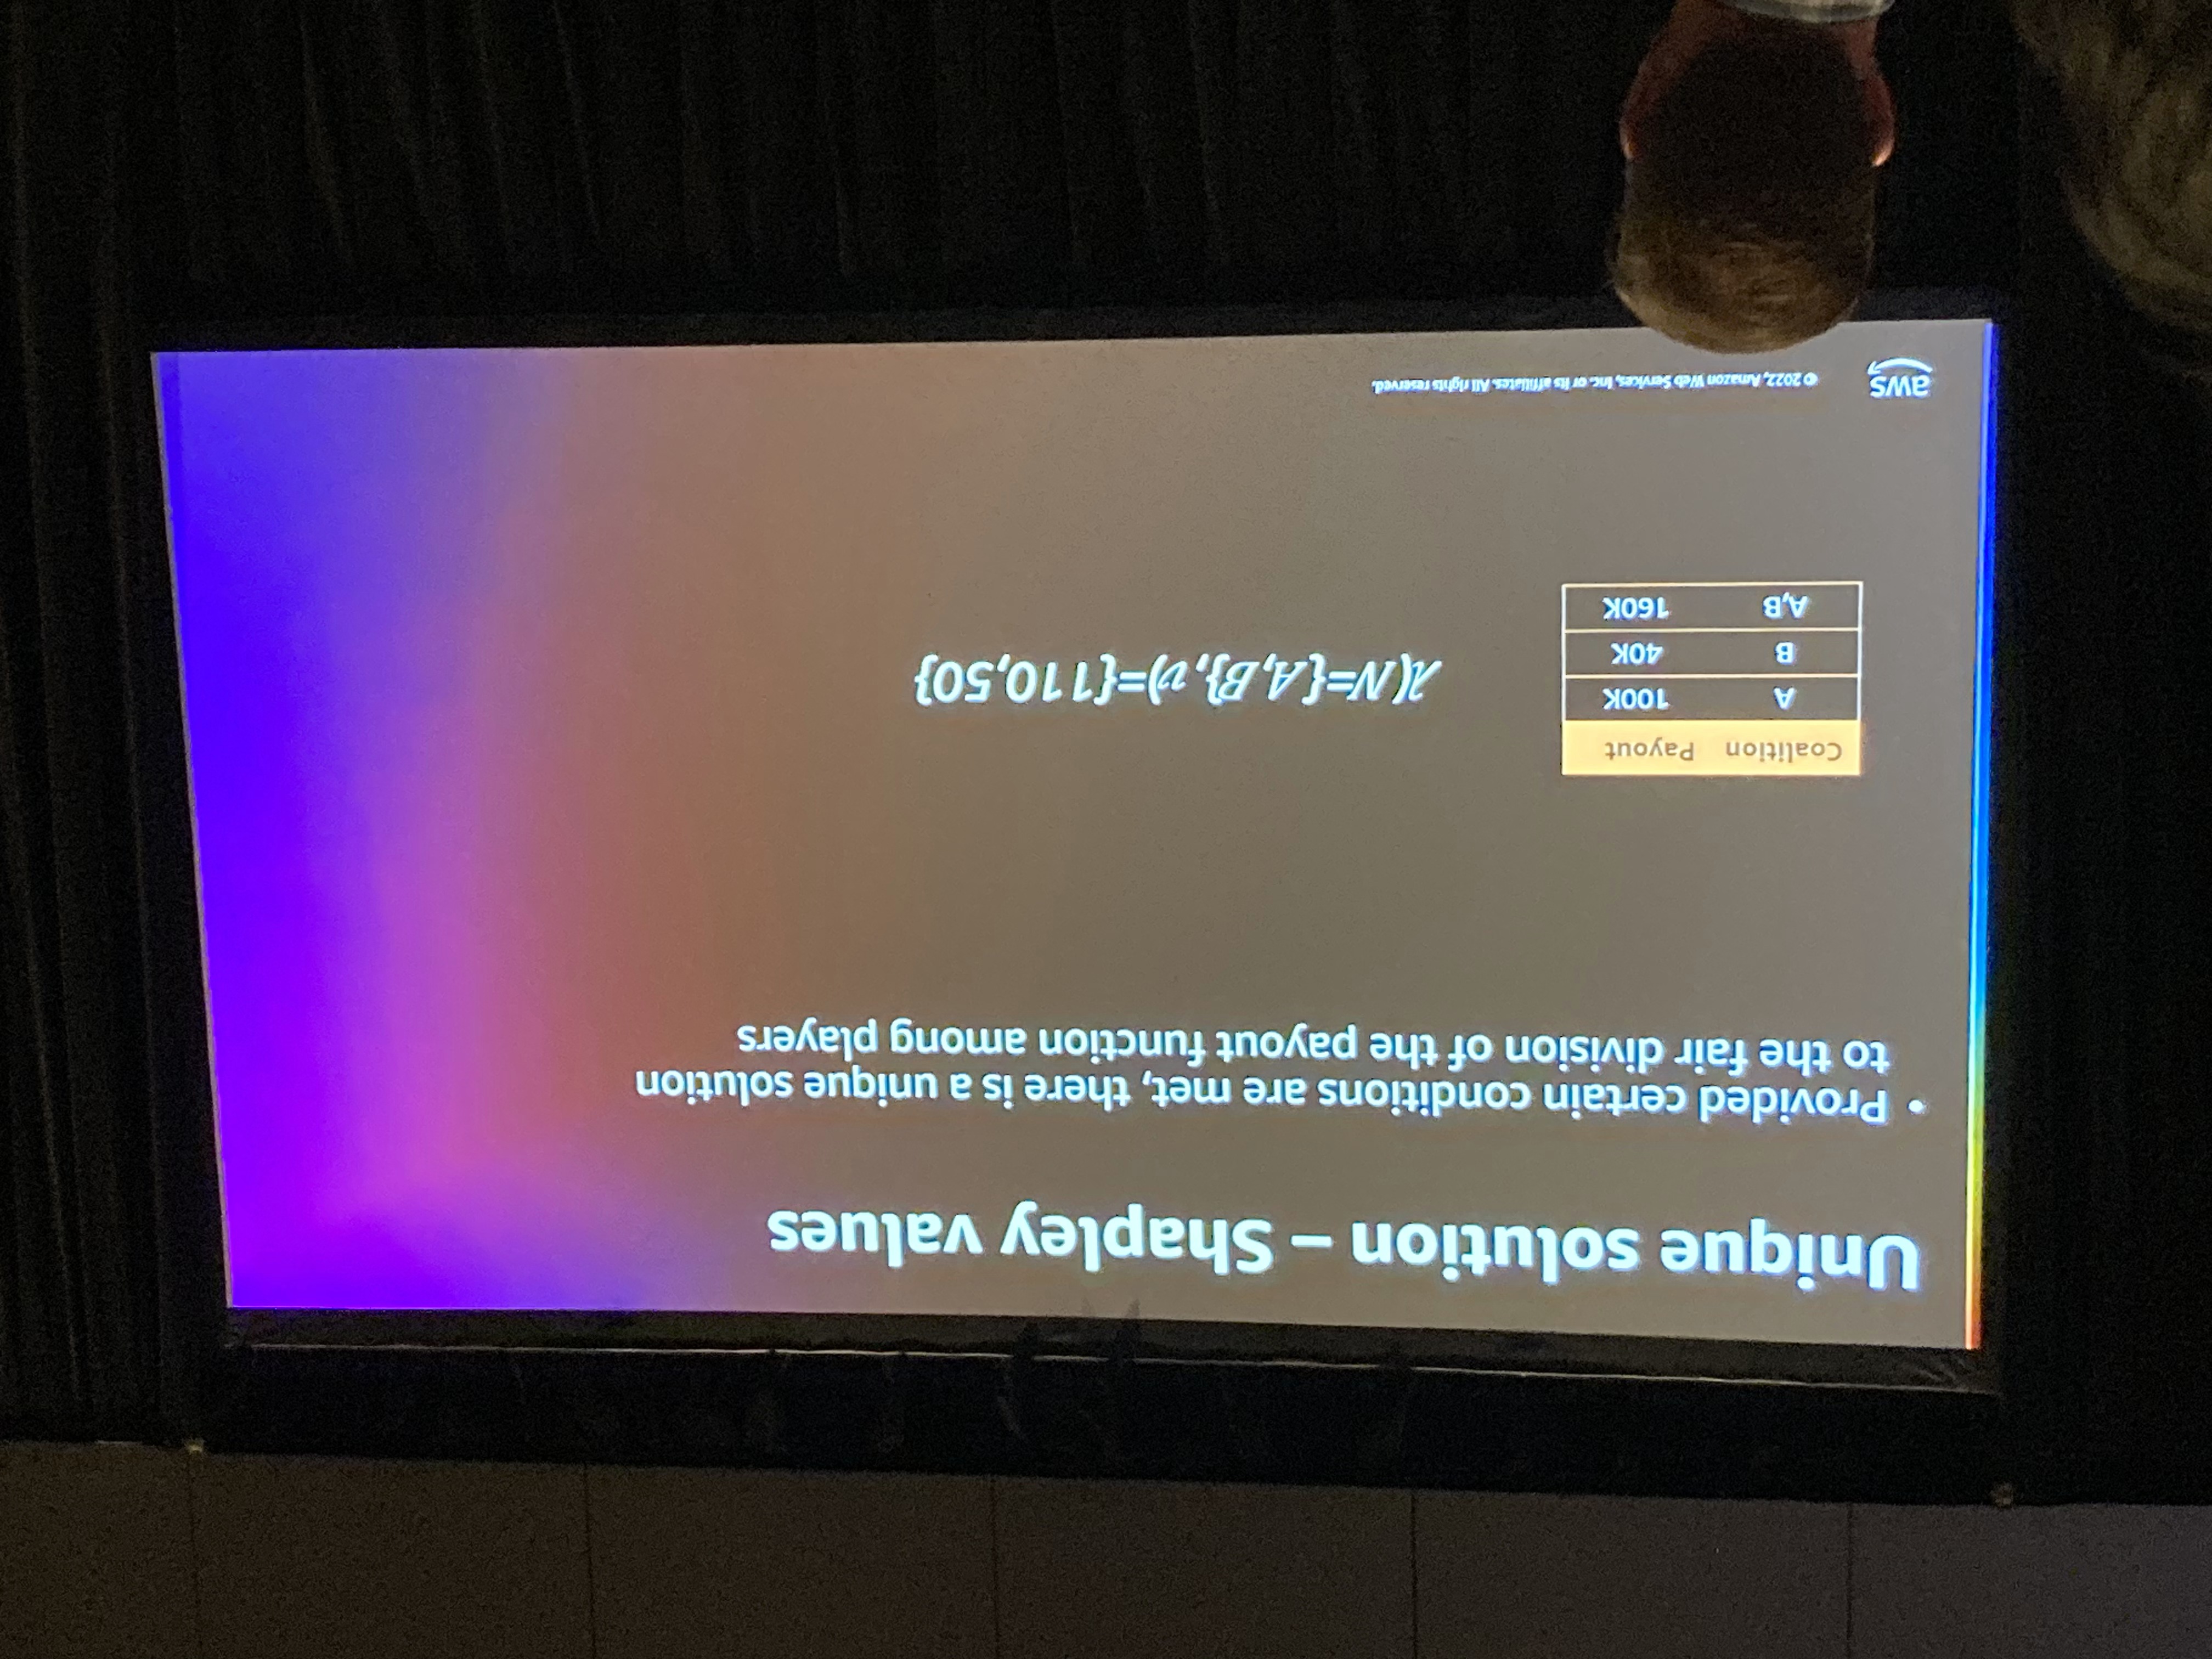 Unique solution – Shapley values
• Provided certain conditions are met, there is a unique solution
to the fair division of the payout function among players
Coalition Payout
A 100K
B 40K
A,B 160K
λ(N={A,B},v)={110,50}
aws
© 2022, Amazon Web Services, Inc. or its affiliates. All rights reserved.